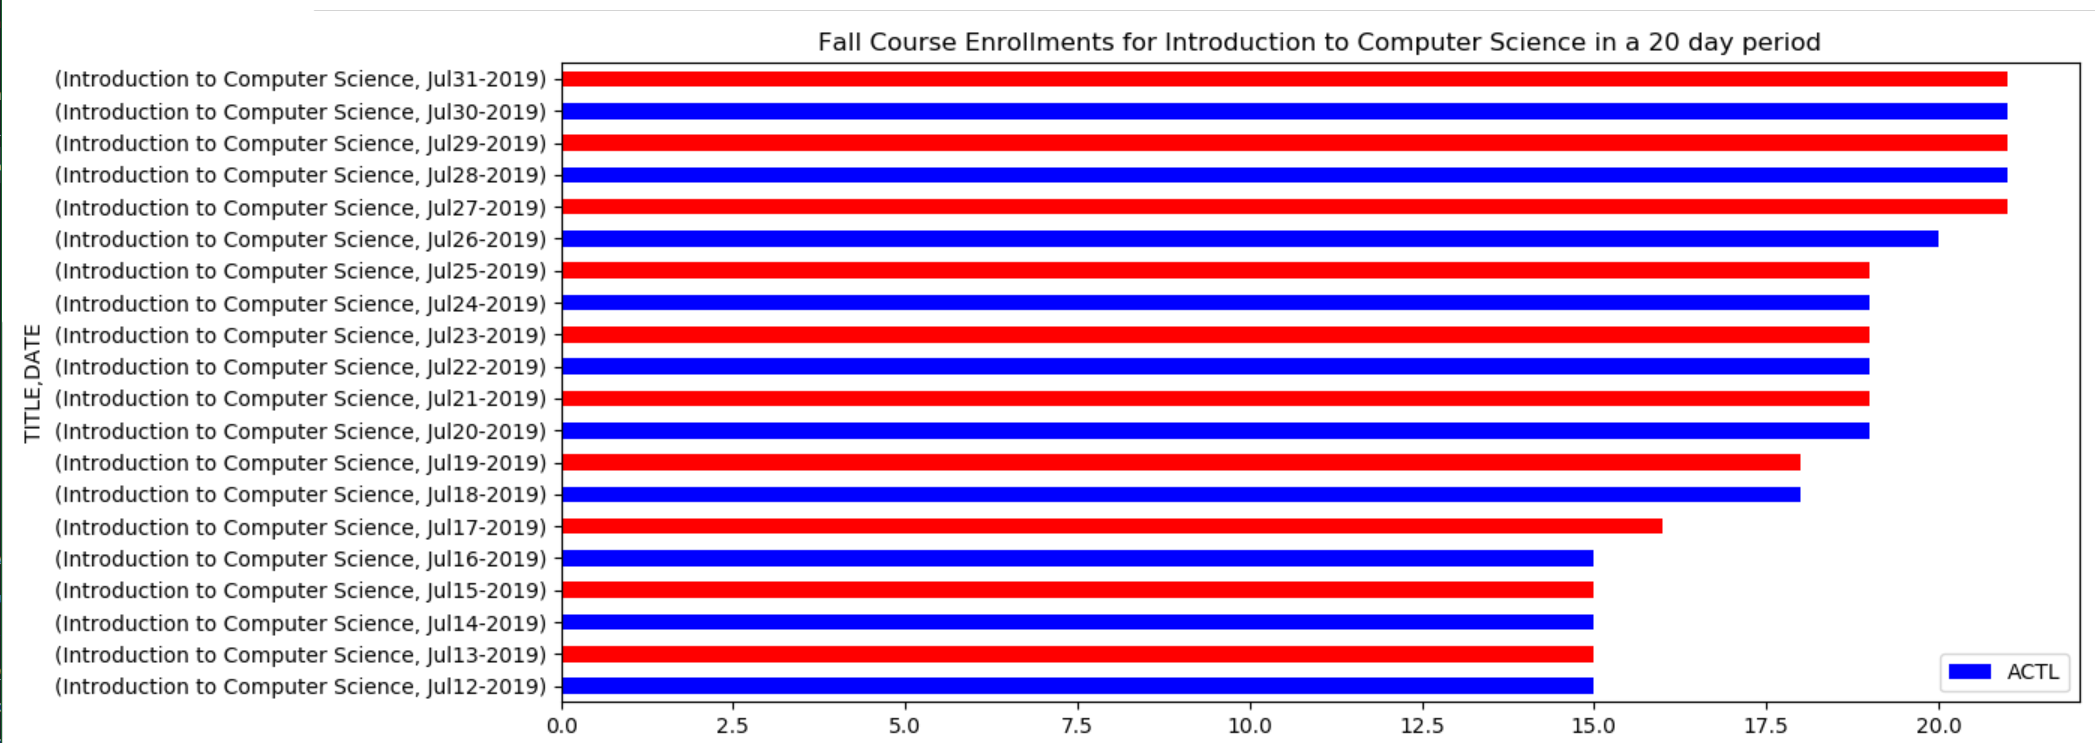 Fall Course Enrollments for Introduction to Computer Science in a 20 day period
(Introduction to Computer Science, Jul31-2019)
(Introduction to Computer Science, Jul30-2019)
(Introduction to Computer Science, Jul29-2019)
(Introduction to Computer Science, Jul28-2019)
(Introduction to Computer Science, Jul27-2019)
(Introduction to Computer Science, Jul26-2019)
(Introduction to Computer Science, Jul25-2019)
(Introduction to Computer Science, Jul24-2019)
(Introduction to Computer Science, Jul23-2019)
(Introduction to Computer Science, Jul22-2019)
(Introduction to Computer Science, Jul21-2019)
(Introduction to Computer Science, Jul20-2019)
(Introduction to Computer Science, Jul19-2019)
(Introduction to Computer Science, Jul18-2019)
(Introduction to Computer Science, Jul17-2019)
(Introduction to Computer Science, Jul16-2019)
(Introduction to Computer Science, Jul15-2019)
(Introduction to Computer Science, Jul14-2019)
(Introduction to Computer Science, Jul13-2019)
(Introduction to Computer Science, Jul12-2019)
TITLE,DATE
ACTL
0.0 2.5 5.0 7.5 10.0 12.5 15.0 17.5 20.0